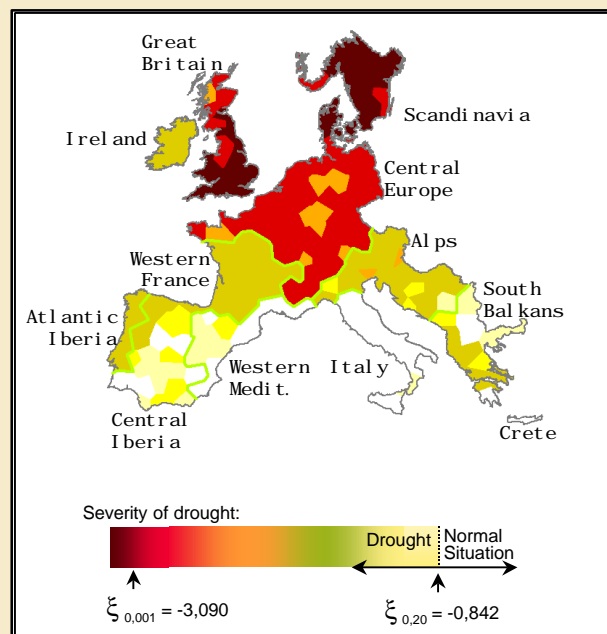 Great
Britain
Ireland
Scandinavia
Central
Europe
Alps
Western
France
South
Balkans
Atlantic
Iberia
Western
Medit.
Italy
Central
Iberia
Crete
Severity of drought:
Drought
Normal
Situation
ξ 0,001 = -3,090
ξ 0,20 = -0,842